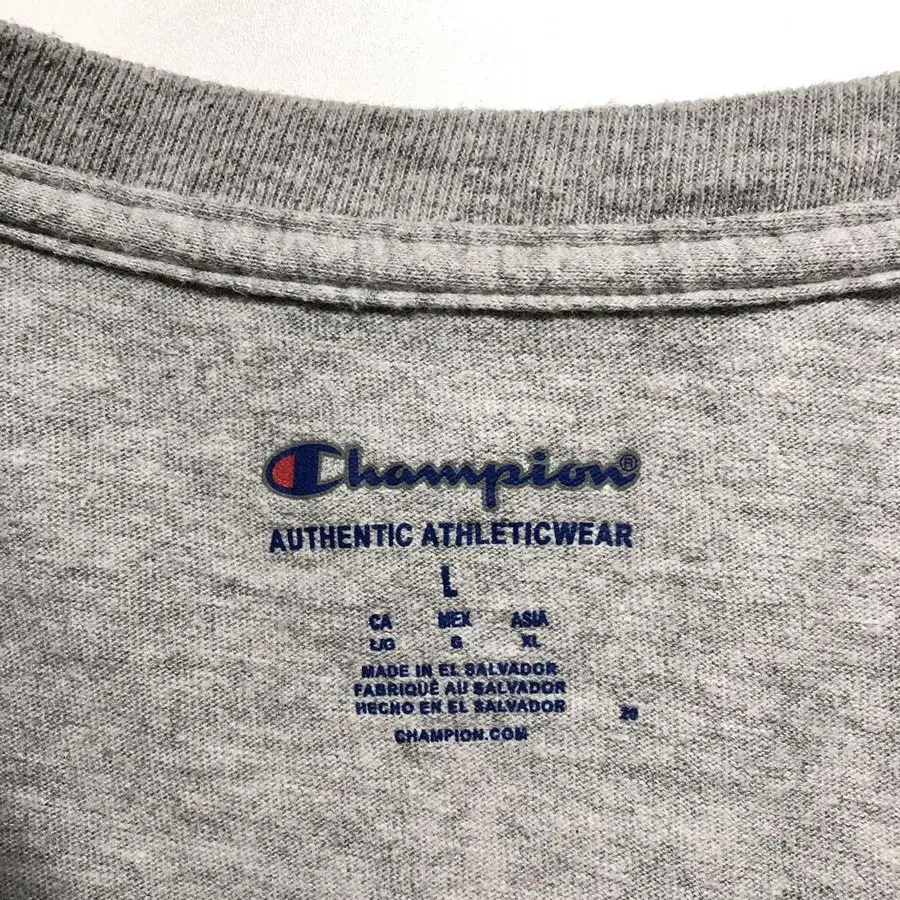 Champion®
AUTHENTIC ATHLETICWEAR
L
CA MEX ASIA
L/G G XL
MADE IN EL SALVADOR
FABRIQUÉ AU SALVADOR
HECHO EN EL SALVADOR
CHAMPION.COM